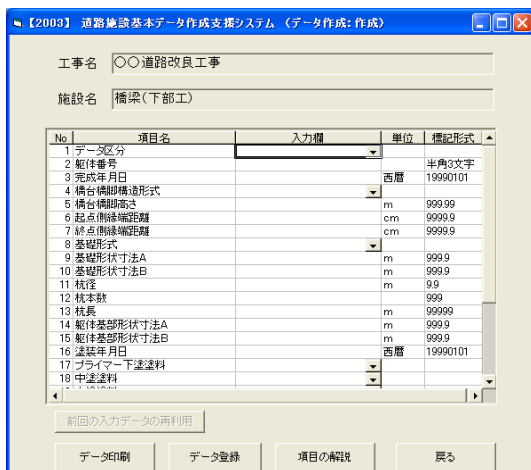 【2003】 道路施設基本データ作成支援システム （データ作成：作成）
工事名 〇〇道路改良工事
施設名 橋梁(下部工)
No 項目名 入力欄 単位 標記形式
1 データ区分
2 躯体番号 半角3文字
3 完成年月日 西暦 19990101
4 橋台橋脚構造形式
5 橋台橋脚高さ m 999.99
6 起点側縁端距離 cm 9999.9
7 終点側縁端距離 cm 9999.9
8 基礎形式
9 基礎形状寸法A m 999.9
10 基礎形状寸法B m 999.9
11 杭径 m 9.9
12 杭本数 999
13 杭長 m 99999
14 躯体基部形状寸法A m 999.9
15 躯体基部形状寸法B m 999.9
16 塗装年月日 西暦 19990101
17 プライマー下塗塗料
18 中塗塗料
前回の入力データの再利用
データ印刷 データ登録 項目の解説 戻る